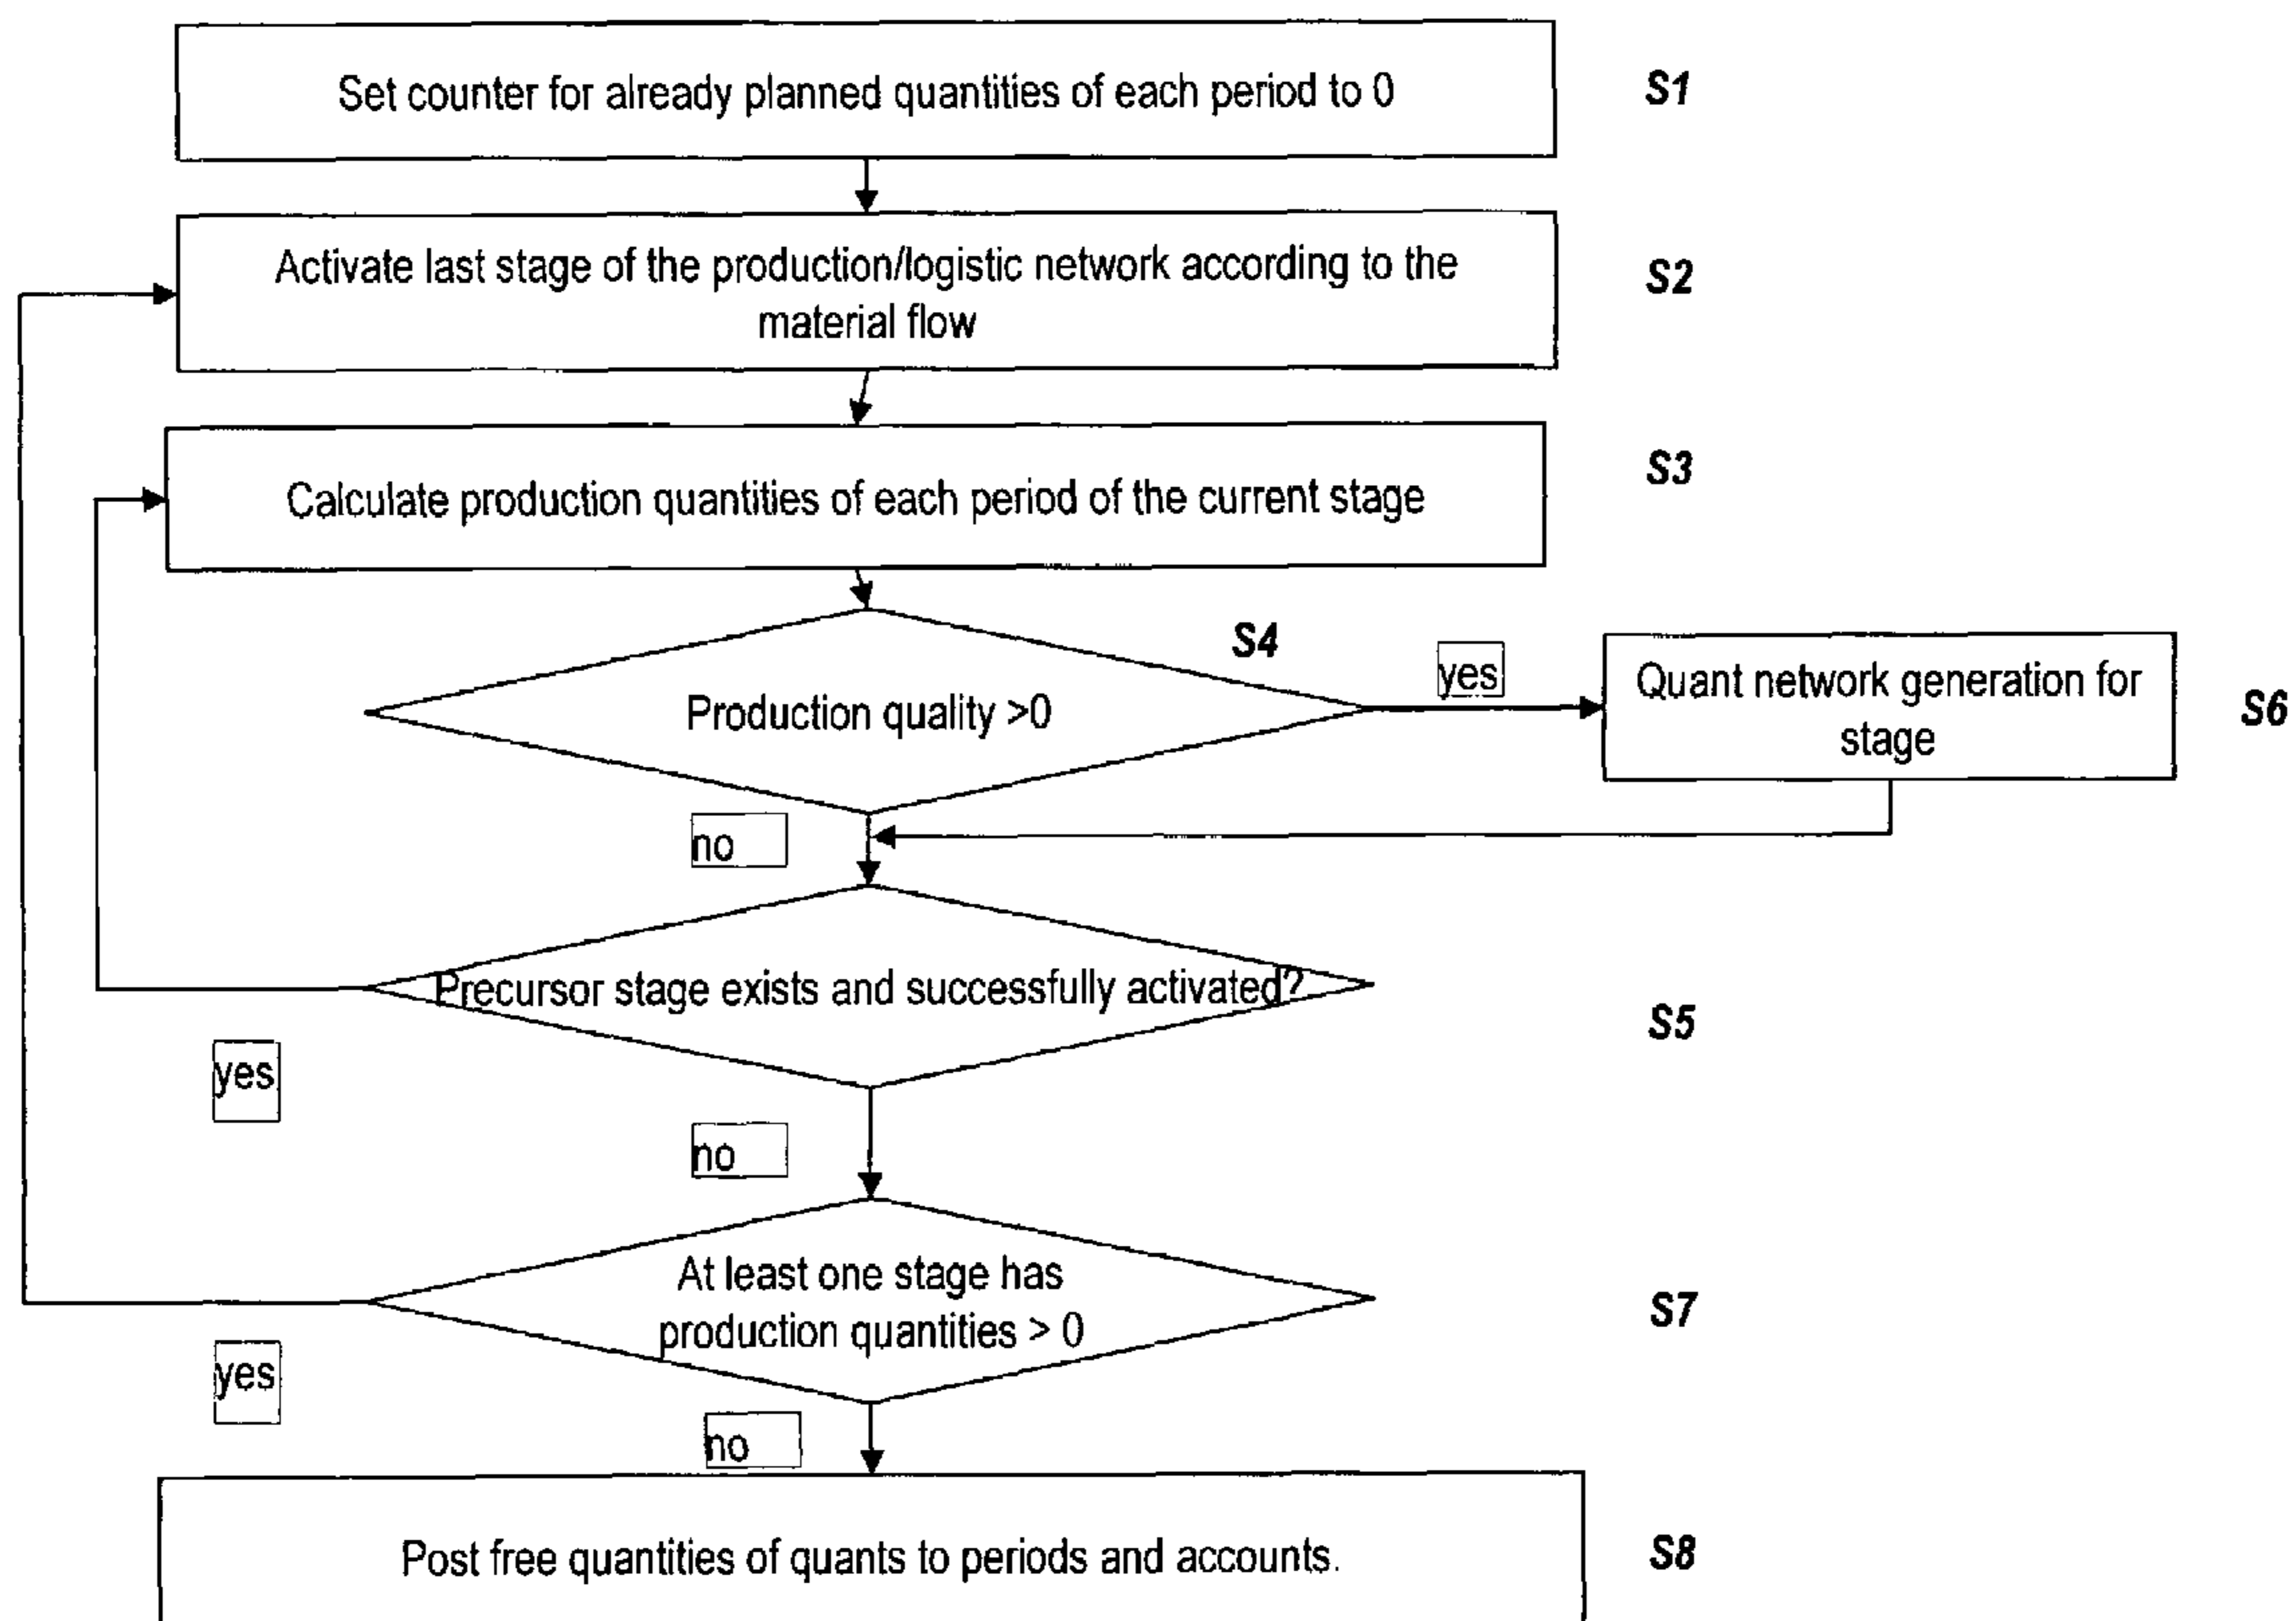 Set counter for already planned quantities of each period to 0
S1
Activate last stage of the production/logistic network according to the
material flow
S2
Calculate production quantities of each period of the current stage
S3
Production quality >0
S4
yes
Quant network generation for
stage
S6
no
Precursor stage exists and successfully activated?
S5
yes
no
At least one stage has
production quantities > 0
S7
yes
no
Post free quantities of quants to periods and accounts.
S8